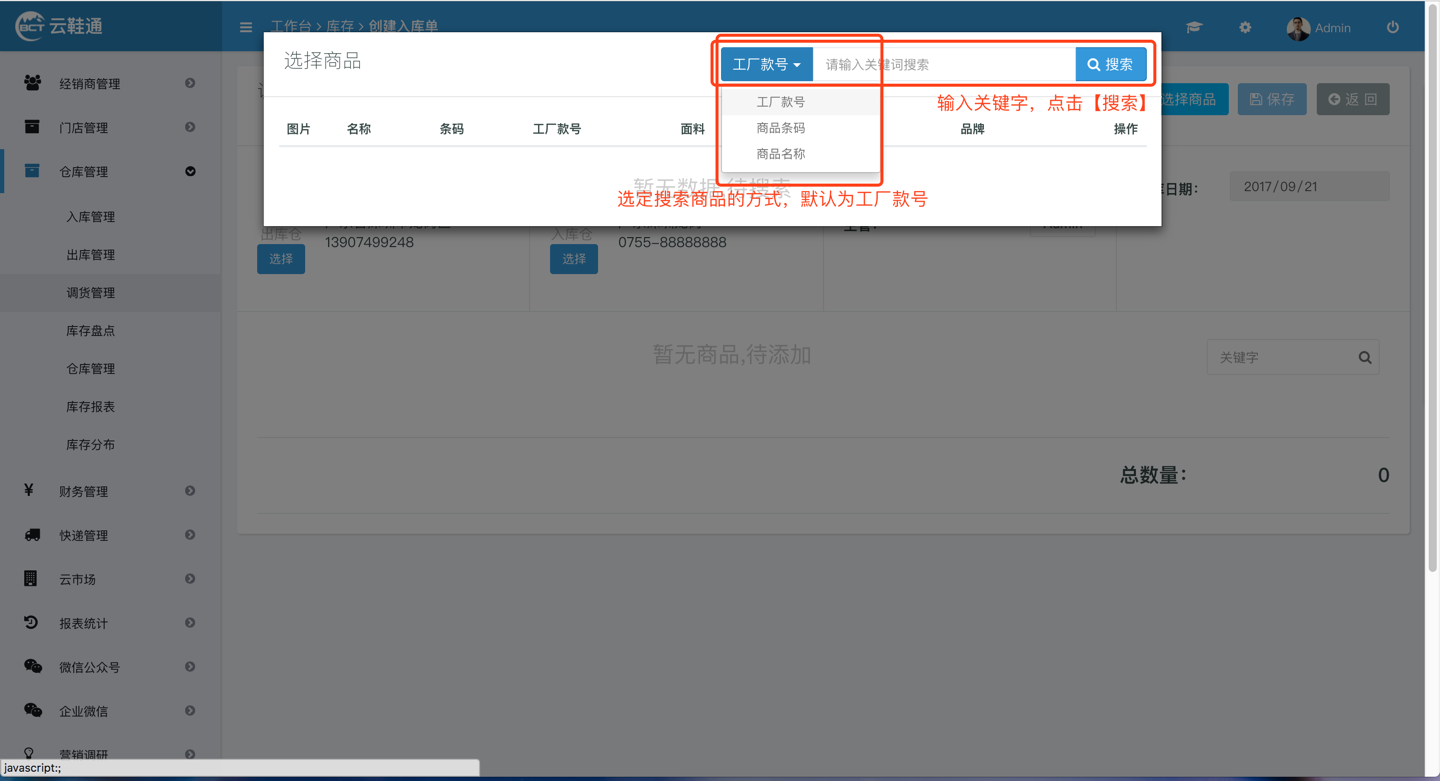 BCT 云鞋通
工作台 > 库存 > 创建入库单
Admin
选择商品
工厂款号
请输入关键词搜索
搜索
输入关键字，点击【搜索】
工厂款号
商品条码
商品名称
图片 名称 条码 工厂款号 面料 品牌 操作
暂无数据,待搜索
选定搜索商品的方式，默认为工厂款号
选择商品
保存
返 回
库日期：
2017/09/21
出库仓
13907499248
选择
入库仓
0755-88888888
选择
主管：
Admin
暂无商品,待添加
关键字
总数量：
0
经销商管理
门店管理
仓库管理
入库管理
出库管理
调货管理
库存盘点
仓库管理
库存报表
库存分布
财务管理
快递管理
云市场
报表统计
微信公众号
企业微信
营销调研
javascript:;